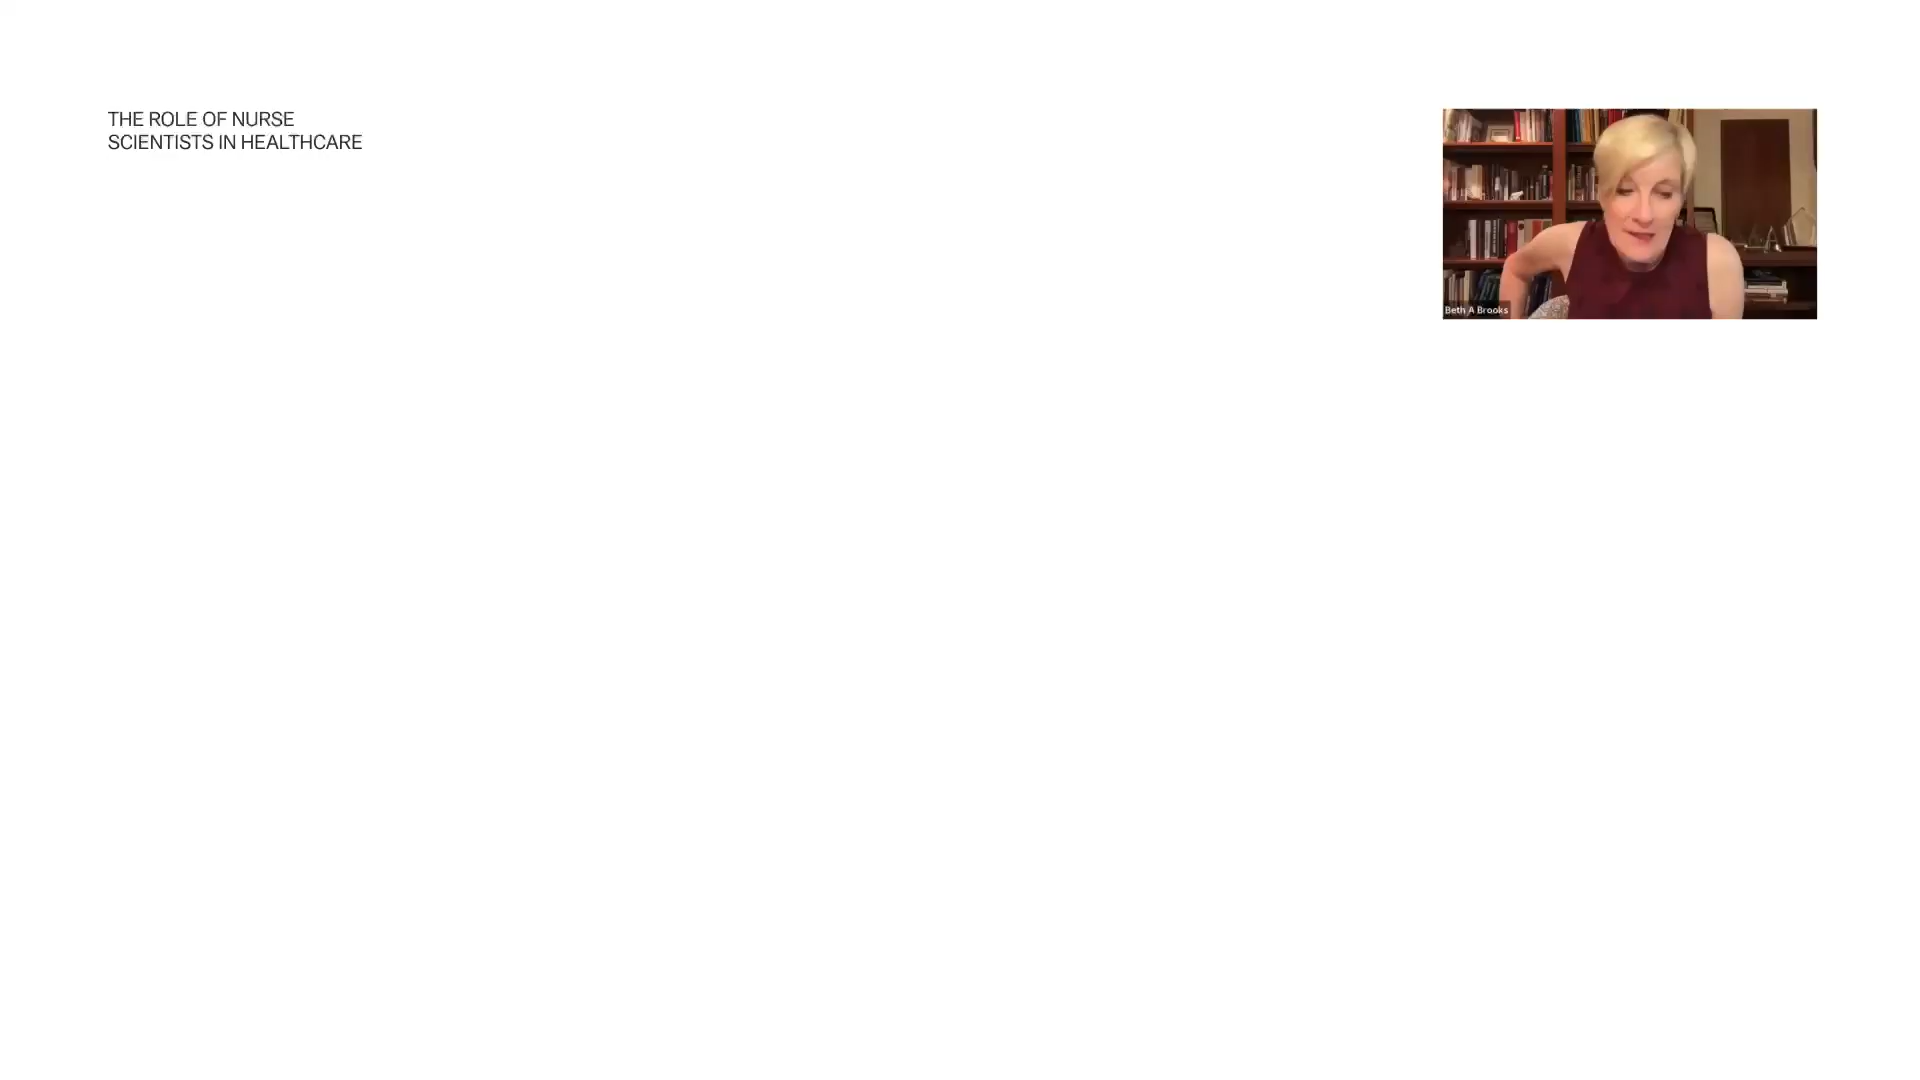 THE ROLE OF NURSE
SCIENTISTS IN HEALTHCARE
Beth A Brooks